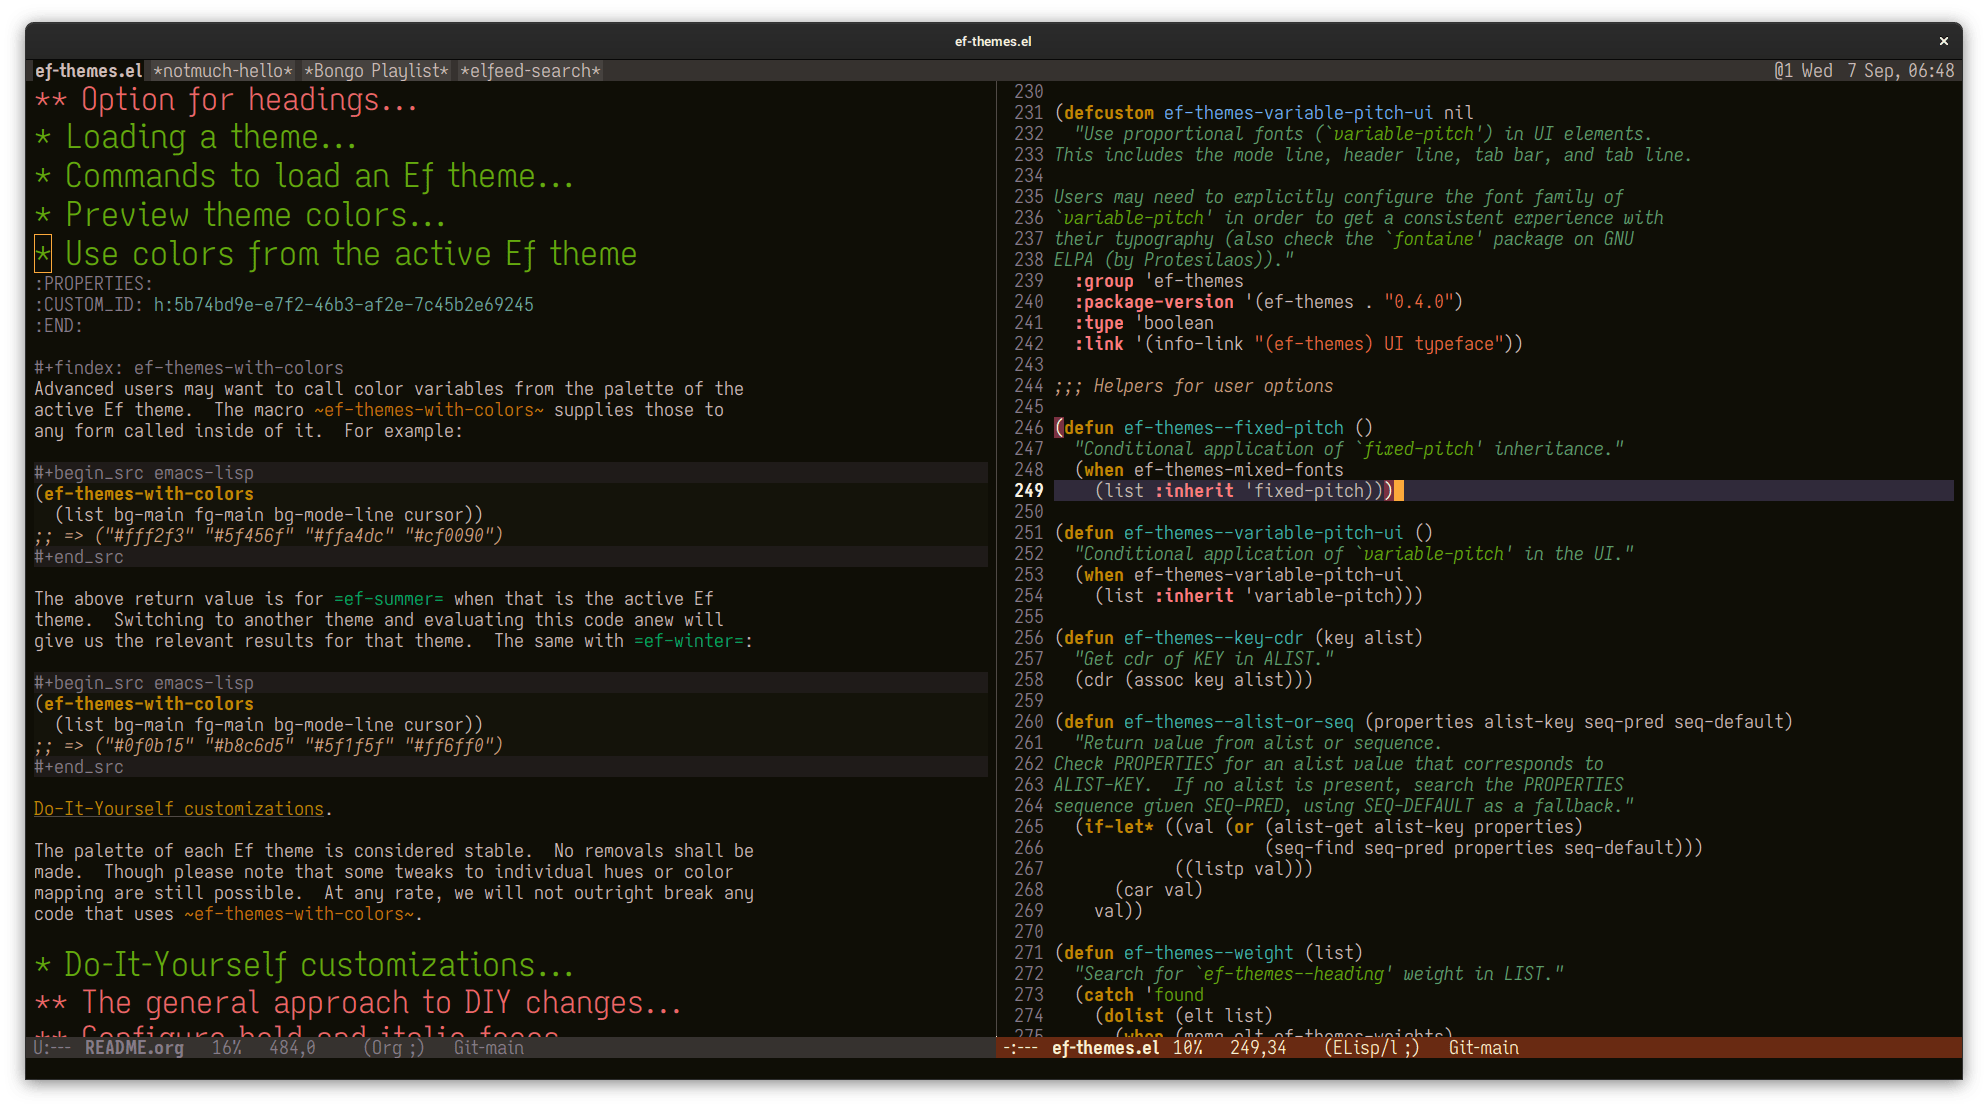 ef-themes.el ×
ef-themes.el *notmuch-hello* *Bongo Playlist* *elfeed-search* @1 Wed  7 Sep, 06:48
** Option for headings...
* Loading a theme...
* Commands to load an Ef theme...
* Preview theme colors...
* Use colors from the active Ef theme
:PROPERTIES:
:CUSTOM_ID: h:5b74bd9e-e7f2-46b3-af2e-7c45b2e69245
:END:
#+findex: ef-themes-with-colors
Advanced users may want to call color variables from the palette of the
active Ef theme.  The macro ~ef-themes-with-colors~ supplies those to
any form called inside of it.  For example:
#+begin_src emacs-lisp
(ef-themes-with-colors
  (list bg-main fg-main bg-mode-line cursor))
;; => ("#fff2f3" "#5f456f" "#ffa4dc" "#cf0090")
#+end_src
The above return value is for =ef-summer= when that is the active Ef
theme.  Switching to another theme and evaluating this code anew will
give us the relevant results for that theme.  The same with =ef-winter=:
#+begin_src emacs-lisp
(ef-themes-with-colors
  (list bg-main fg-main bg-mode-line cursor))
;; => ("#0f0b15" "#b8c6d5" "#5f1f5f" "#ff6ff0")
#+end_src
Do-It-Yourself customizations.
The palette of each Ef theme is considered stable.  No removals shall be
made.  Though please note that some tweaks to individual hues or color
mapping are still possible.  At any rate, we will not outright break any
code that uses ~ef-themes-with-colors~.
* Do-It-Yourself customizations...
** The general approach to DIY changes...
** Configure bold and italic faces
U:--- README.org 16% 484,0 (Org ;) Git-main
230
231 (defcustom ef-themes-variable-pitch-ui nil
232   "Use proportional fonts (`variable-pitch') in UI elements.
233 This includes the mode line, header line, tab bar, and tab line.
234
235 Users may need to explicitly configure the font family of
236 `variable-pitch' in order to get a consistent experience with
237 their typography (also check the `fontaine' package on GNU
238 ELPA (by Protesilaos))."
239   :group 'ef-themes
240   :package-version '(ef-themes . "0.4.0")
241   :type 'boolean
242   :link '(info-link "(ef-themes) UI typeface"))
243
244 ;;; Helpers for user options
245
246 (defun ef-themes--fixed-pitch ()
247   "Conditional application of `fixed-pitch' inheritance."
248   (when ef-themes-mixed-fonts
249     (list :inherit 'fixed-pitch)))
250
251 (defun ef-themes--variable-pitch-ui ()
252   "Conditional application of `variable-pitch' in the UI."
253   (when ef-themes-variable-pitch-ui
254     (list :inherit 'variable-pitch)))
255
256 (defun ef-themes--key-cdr (key alist)
257   "Get cdr of KEY in ALIST."
258   (cdr (assoc key alist)))
259
260 (defun ef-themes--alist-or-seq (properties alist-key seq-pred seq-default)
261   "Return value from alist or sequence.
262 Check PROPERTIES for an alist value that corresponds to
263 ALIST-KEY.  If no alist is present, search the PROPERTIES
264 sequence given SEQ-PRED, using SEQ-DEFAULT as a fallback."
265   (if-let* ((val (or (alist-get alist-key properties)
266                      (seq-find seq-pred properties seq-default)))
267             ((listp val)))
268       (car val)
269     val))
270
271 (defun ef-themes--weight (list)
272   "Search for `ef-themes--heading' weight in LIST."
273   (catch 'found
274     (dolist (elt list)
275       (when (memq elt ef-themes-weights)
-:--- ef-themes.el 10% 249,34 (ELisp/l ;) Git-main